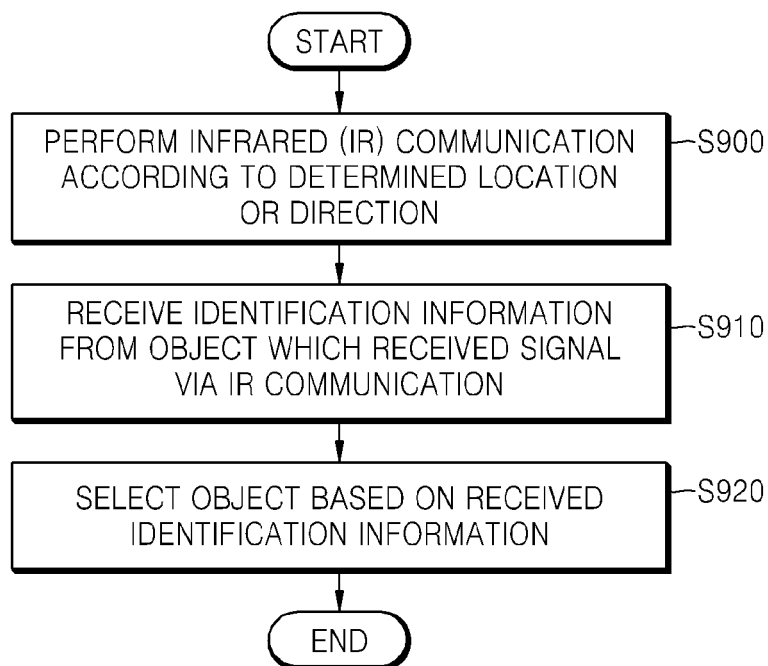 START
PERFORM INFRARED (IR) COMMUNICATION
ACCORDING TO DETERMINED LOCATION
OR DIRECTION
S900
RECEIVE IDENTIFICATION INFORMATION
FROM OBJECT WHICH RECEIVED SIGNAL
VIA IR COMMUNICATION
S910
SELECT OBJECT BASED ON RECEIVED
IDENTIFICATION INFORMATION
S920
END